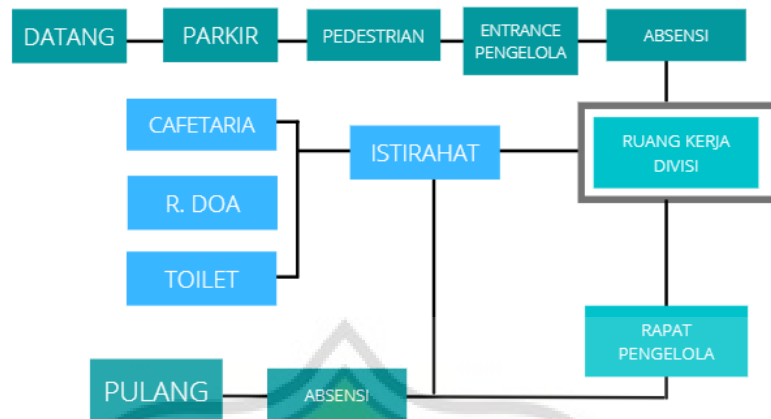 DATANG
PARKIR
PEDESTRIAN
ENTRANCE
PENGELOLA
ABSENSI
CAFETARIA
ISTIRAHAT
RUANG KERJA
DIVISI
R. DOA
TOILET
RAPAT
PENGELOLA
PULANG
ABSENSI